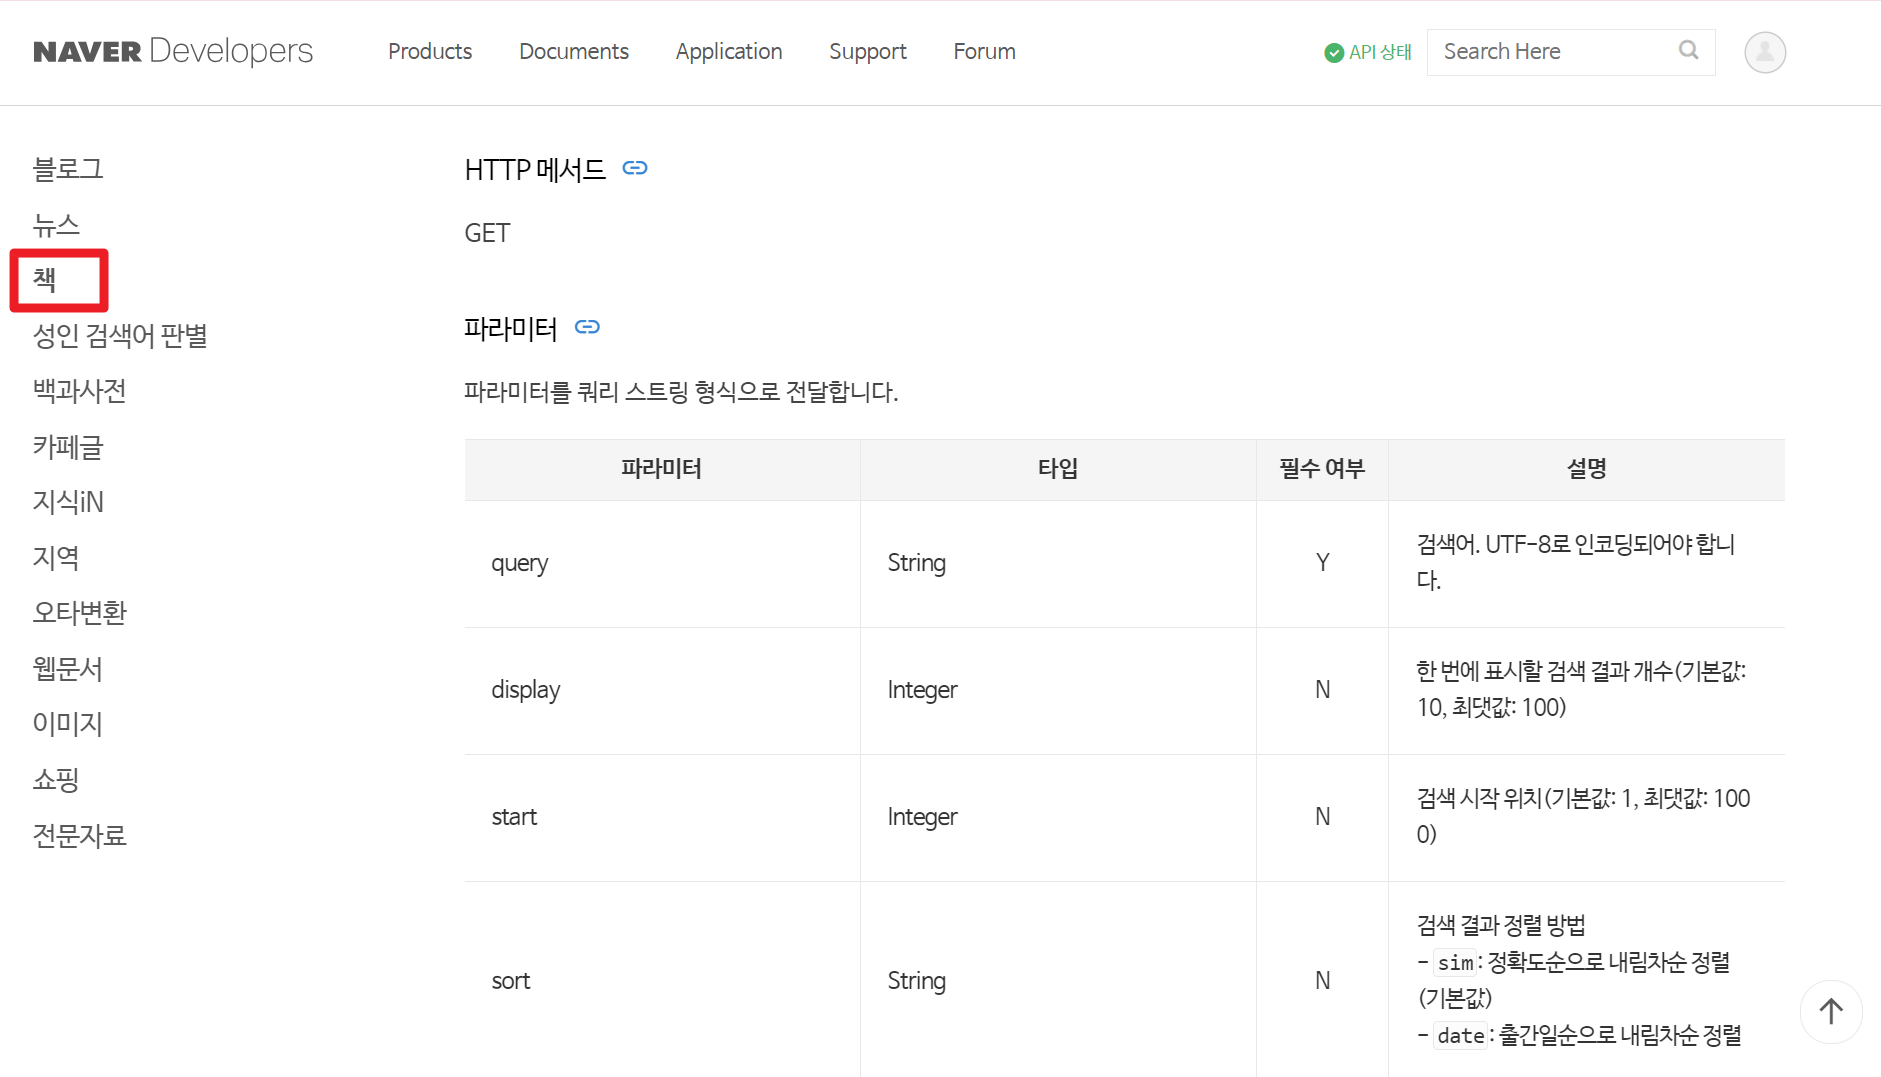 NAVER Developers
Products Documents Application Support Forum
API 상태
Search Here
블로그
뉴스
책
성인 검색어 판별
백과사전
카페글
지식iN
지역
오타변환
웹문서
이미지
쇼핑
전문자료
HTTP 메서드
GET
파라미터
파라미터를 쿼리 스트링 형식으로 전달합니다.
파라미터 타입 필수 여부 설명
query String Y 검색어. UTF-8로 인코딩되어야 합니
다.
display Integer N 한 번에 표시할 검색 결과 개수(기본값:
10, 최댓값: 100)
start Integer N 검색 시작 위치(기본값: 1, 최댓값: 100
0)
sort String N 검색 결과 정렬 방법
- sim: 정확도순으로 내림차순 정렬
(기본값)
- date: 출간일순으로 내림차순 정렬